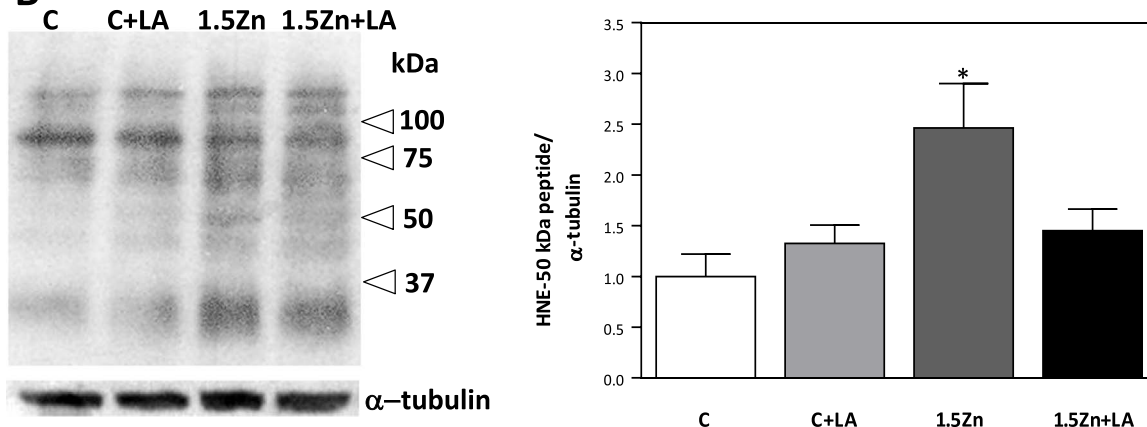 C C+LA 1.5Zn 1.5Zn+LA
kDa
100
75
50
37
α–tubulin
HNE-50 kDa peptide/
α-tubulin
3.5
3.0
2.5
2.0
1.5
1.0
0.5
0.0
*
C C+LA 1.5Zn 1.5Zn+LA